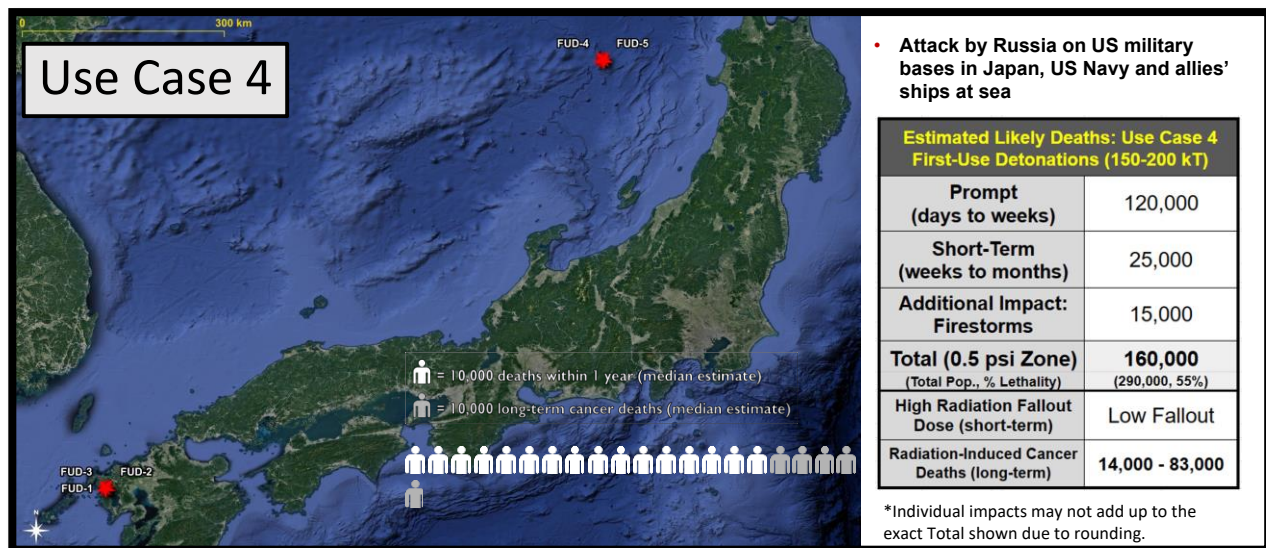 0 300 km
Use Case 4
FUD-4 FUD-5
= 10,000 deaths within 1 year (median estimate)
= 10,000 long-term cancer deaths (median estimate)
FUD-3 FUD-2
FUD-1
• Attack by Russia on US military
bases in Japan, US Navy and allies’
ships at sea
Estimated Likely Deaths: Use Case 4
First-Use Detonations (150-200 kT)
Prompt
(days to weeks)
120,000
Short-Term
(weeks to months)
25,000
Additional Impact:
Firestorms
15,000
Total (0.5 psi Zone)
(Total Pop., % Lethality)
160,000
(290,000, 55%)
High Radiation Fallout
Dose (short-term)
Low Fallout
Radiation-Induced Cancer
Deaths (long-term)
14,000 - 83,000
*Individual impacts may not add up to the
exact Total shown due to rounding.